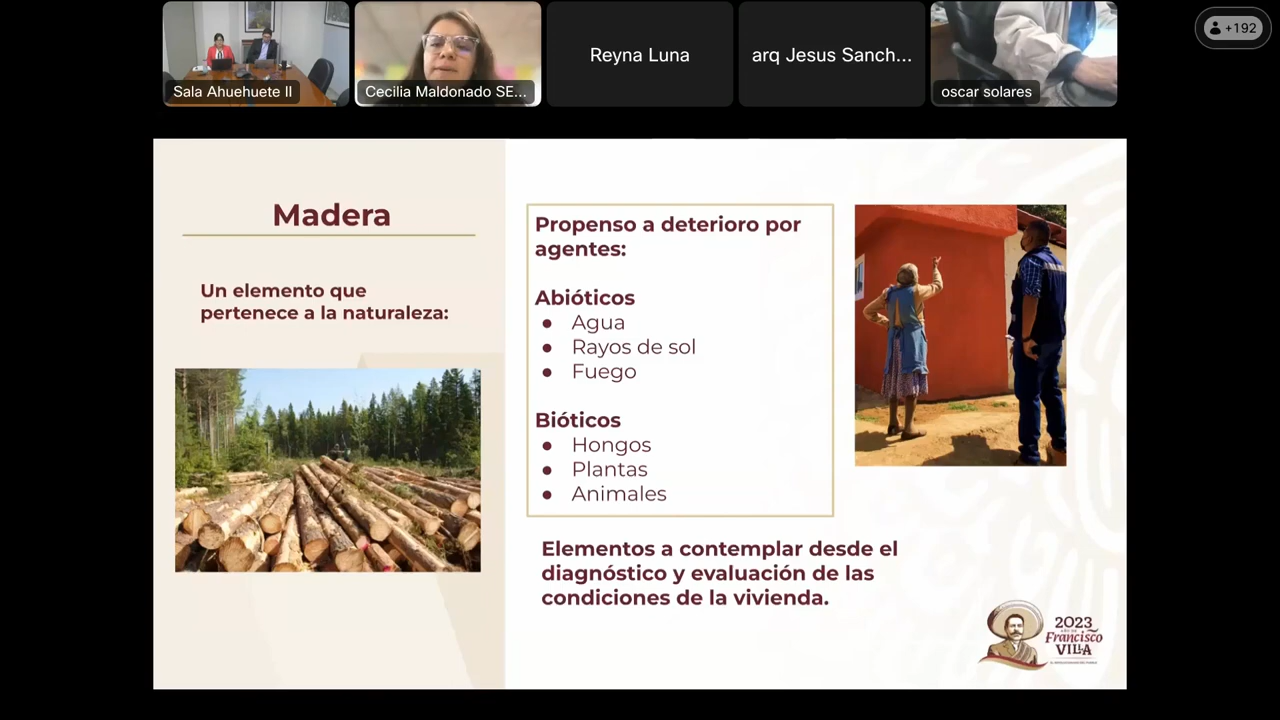 Sala Ahuehuete II
Cecilia Maldonado SE...
Reyna Luna
arq Jesus Sanch...
oscar solares
+192
Madera
Un elemento que
pertenece a la naturaleza:
Propenso a deterioro por
agentes:
Abióticos
● Agua
● Rayos de sol
● Fuego
Bióticos
● Hongos
● Plantas
● Animales
Elementos a contemplar desde el
diagnóstico y evaluación de las
condiciones de la vivienda.
2023
Francisco
VILLA